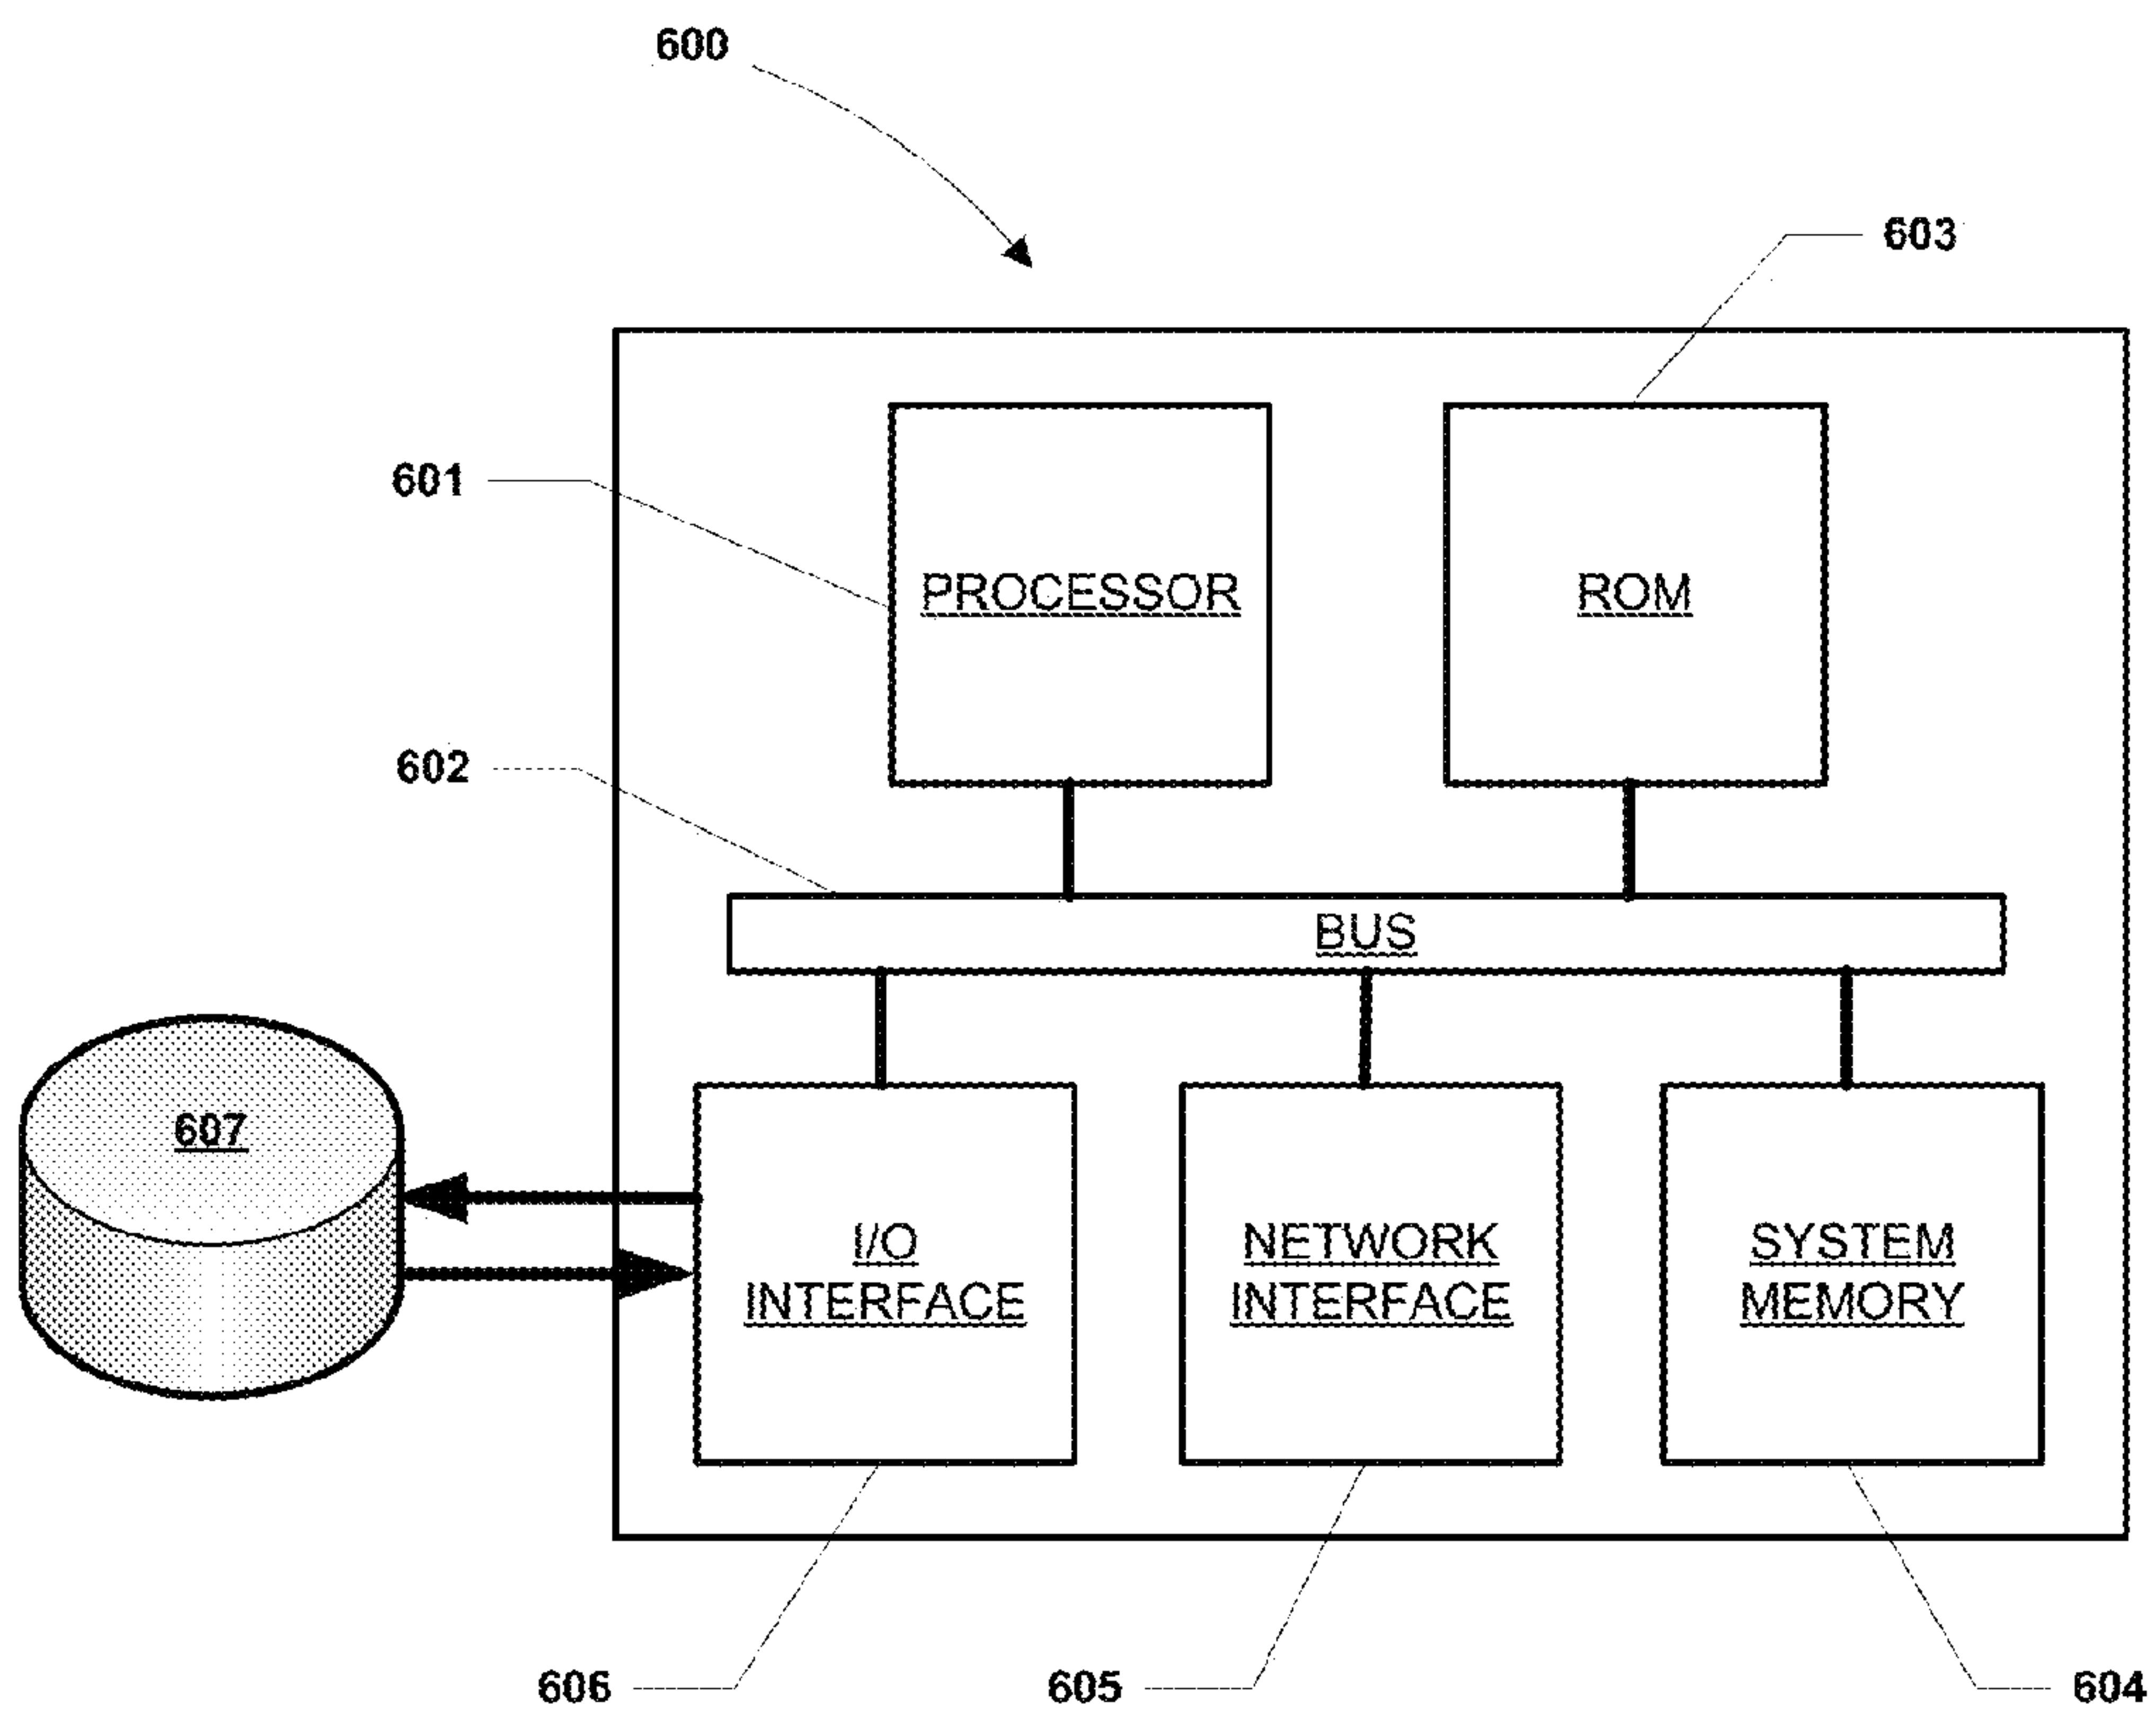 600
603
601
PROCESSOR
ROM
602
BUS
607
I/O
INTERFACE
NETWORK
INTERFACE
SYSTEM
MEMORY
606
605
604